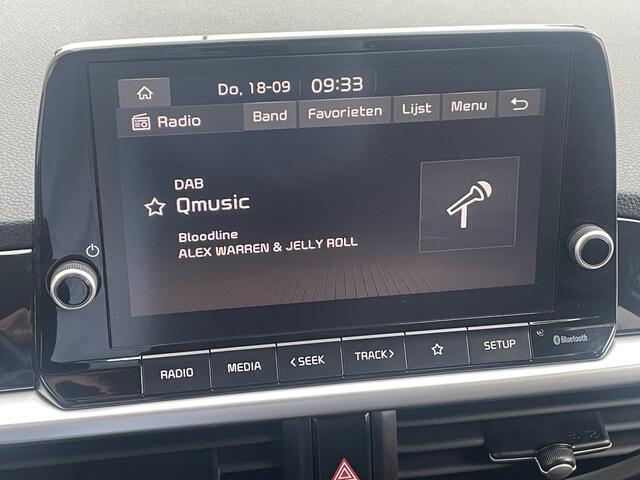 Do, 18-09 09:33
Radio Band Favorieten Lijst Menu
DAB
Qmusic
Bloodline
ALEX WARREN & JELLY ROLL
RADIO MEDIA <SEEK TRACK> SETUP
Bluetooth